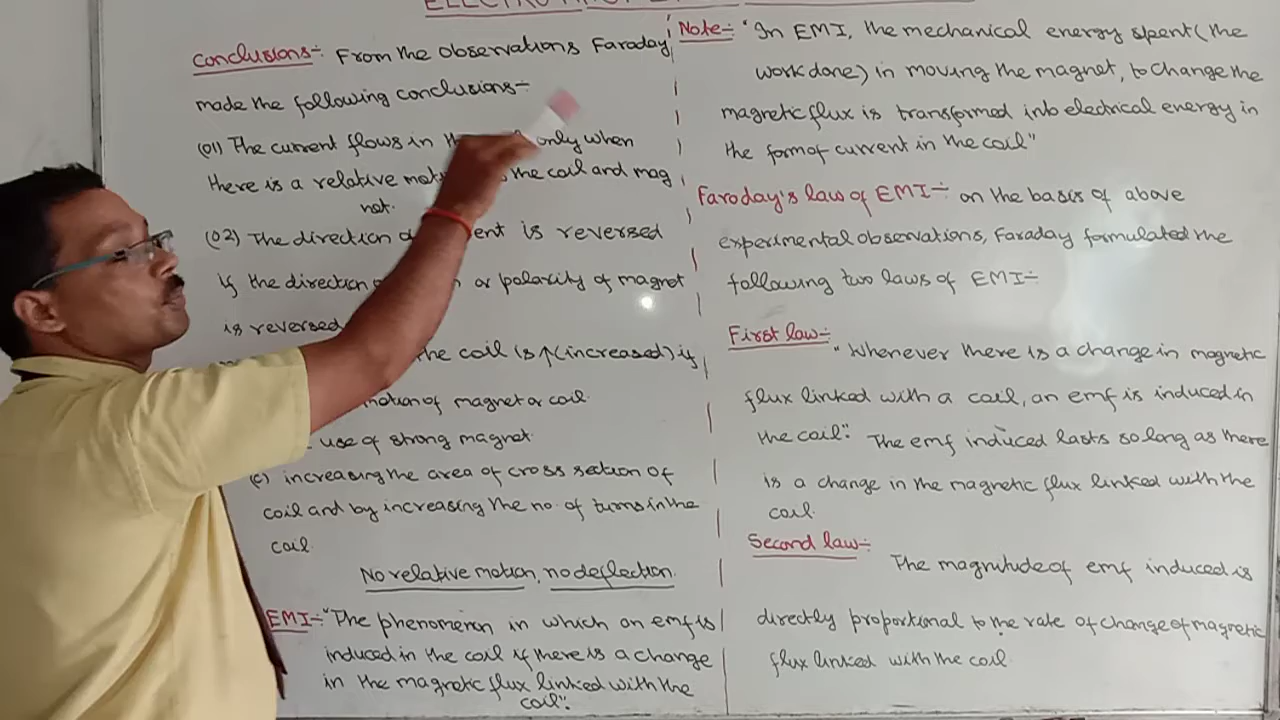 Conclusions:- From the observations Faraday
made the following conclusions:-
(01) The current flows in only when
there is a relative the coil and mag
net.
(02) The direction is reversed
if the direction or polarity of magnet
is reversed
the coil is ↑(increased) if
motion of magnet or coil
use of strong magnet.
(c) increasing the area of cross section of
coil and by increasing the no. of turns in the
coil.
No relative motion, no deflection.
EMI:- "The phenomenon in which an emf is
induced in the coil if there is a change
in the magnetic flux linked with the
coil".
Note:- "In EMI, the mechanical energy spent (the
work done) in moving the magnet, to change the
magnetic flux is transformed into electrical energy in
the form of current in the coil"
Faraday's law of EMI:- on the basis of above
experimental observations, Faraday formulated the
following two laws of EMI:-
First law:-
"Whenever there is a change in magnetic
flux linked with a coil, an emf is induced in
the coil". The emf induced lasts so long as there
is a change in the magnetic flux linked with the
coil.
Second law:-
The magnitude of emf induced is
directly proportional to the rate of change of magnetic
flux linked with the coil